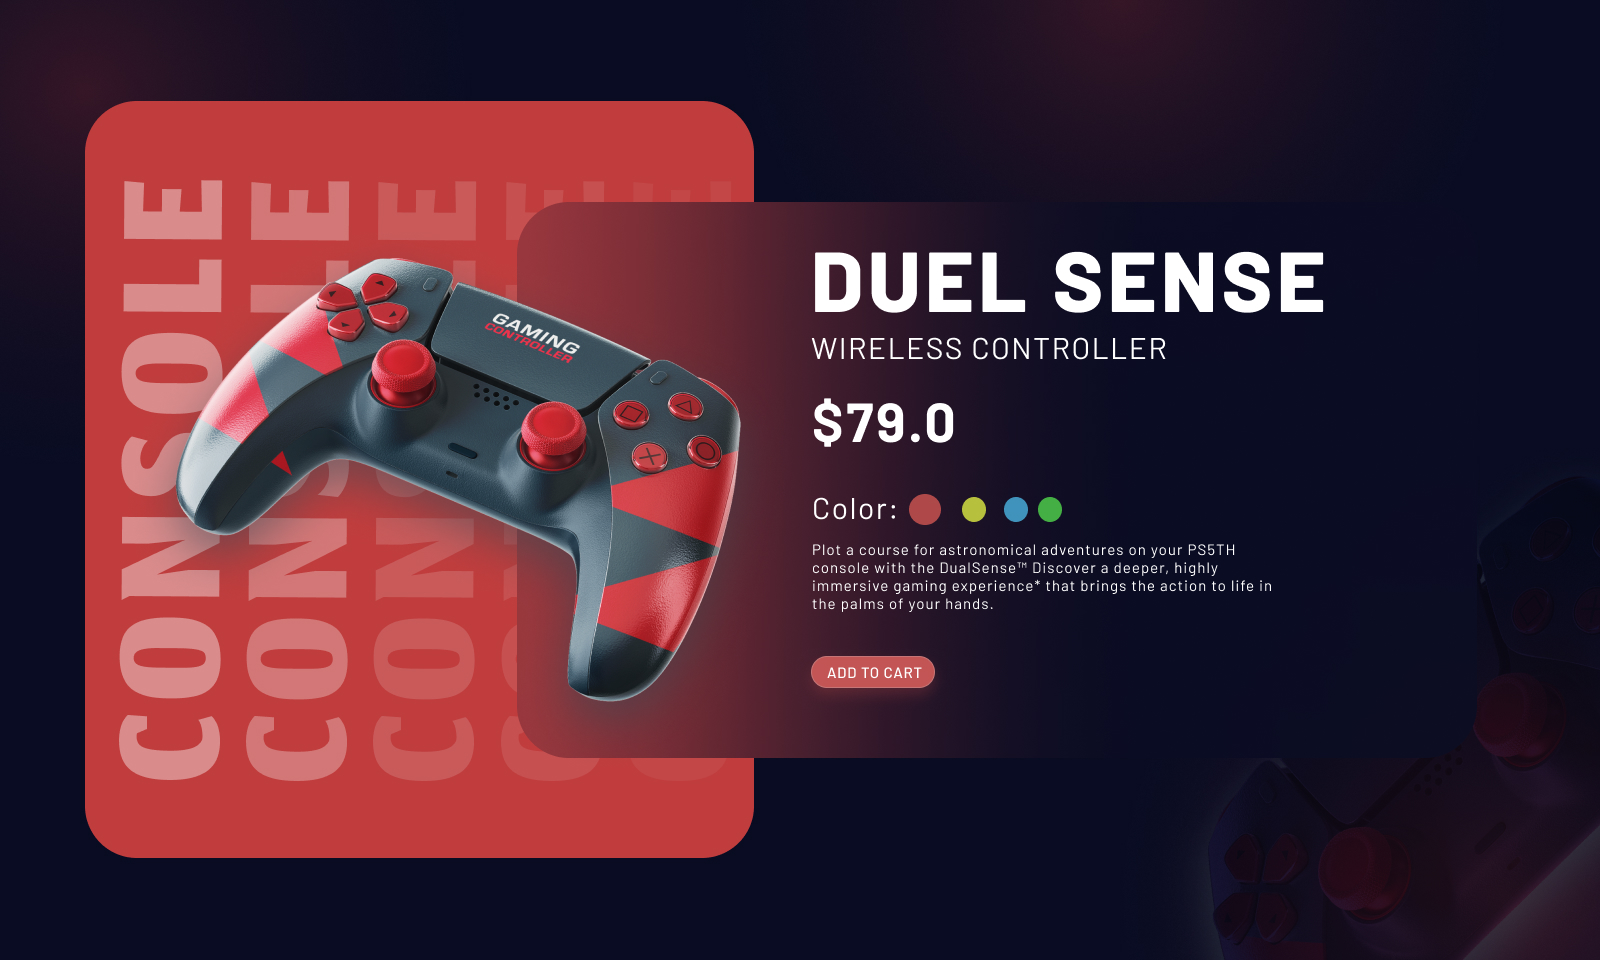 CONSOLE
CONSOLE
CONSOLE
CONSOLE
CONSOLE
GAMING
CONTROLLER
DUEL SENSE
WIRELESS CONTROLLER
$79.0
Color:
Plot a course for astronomical adventures on your PS5TH
console with the DualSense™ Discover a deeper, highly
immersive gaming experience* that brings the action to life in
the palms of your hands.
ADD TO CART